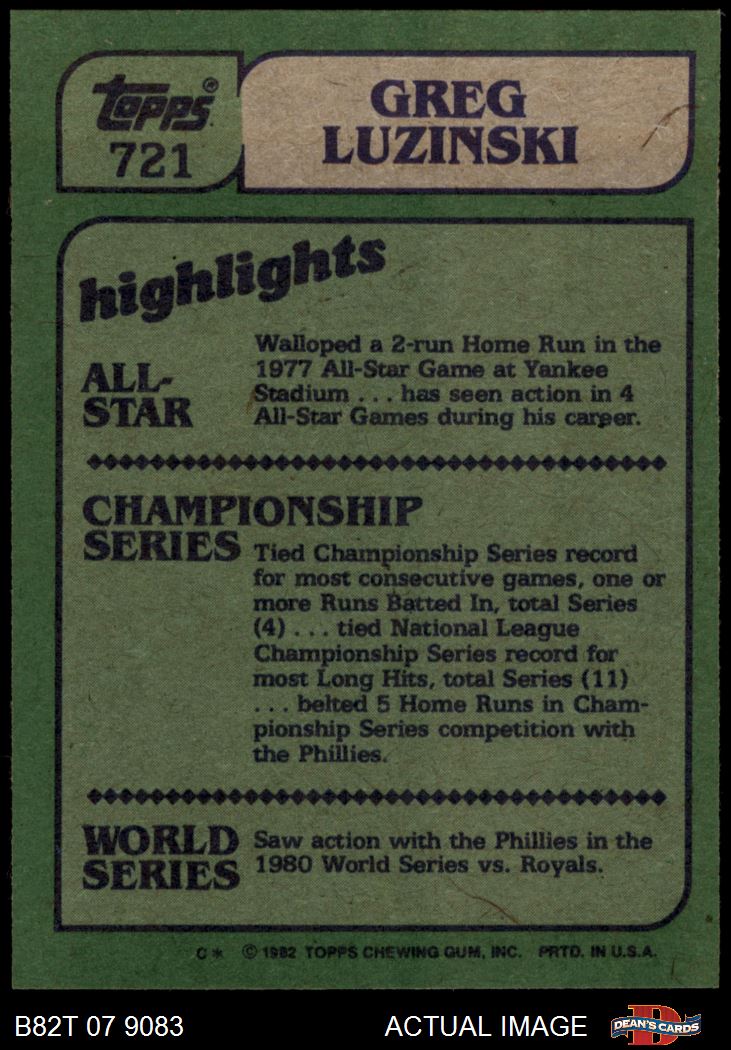 Topps®
721
GREG
LUZINSKI
highlights
ALL-
STAR
Walloped a 2-run Home Run in the
1977 All-Star Game at Yankee
Stadium . . . has seen action in 4
All-Star Games during his career.
CHAMPIONSHIP
SERIES
Tied Championship Series record
for most consecutive games, one or
more Runs Batted In, total Series
(4) . . . tied National League
Championship Series record for
most Long Hits, total Series (11)
. . . belted 5 Home Runs in Cham-
pionship Series competition with
the Phillies.
WORLD
SERIES
Saw action with the Phillies in the
1980 World Series vs. Royals.
C* © 1982 TOPPS CHEWING GUM, INC. PRTD. IN U.S.A.
B82T 07 9083
ACTUAL IMAGE
D
DEAN'S CARDS